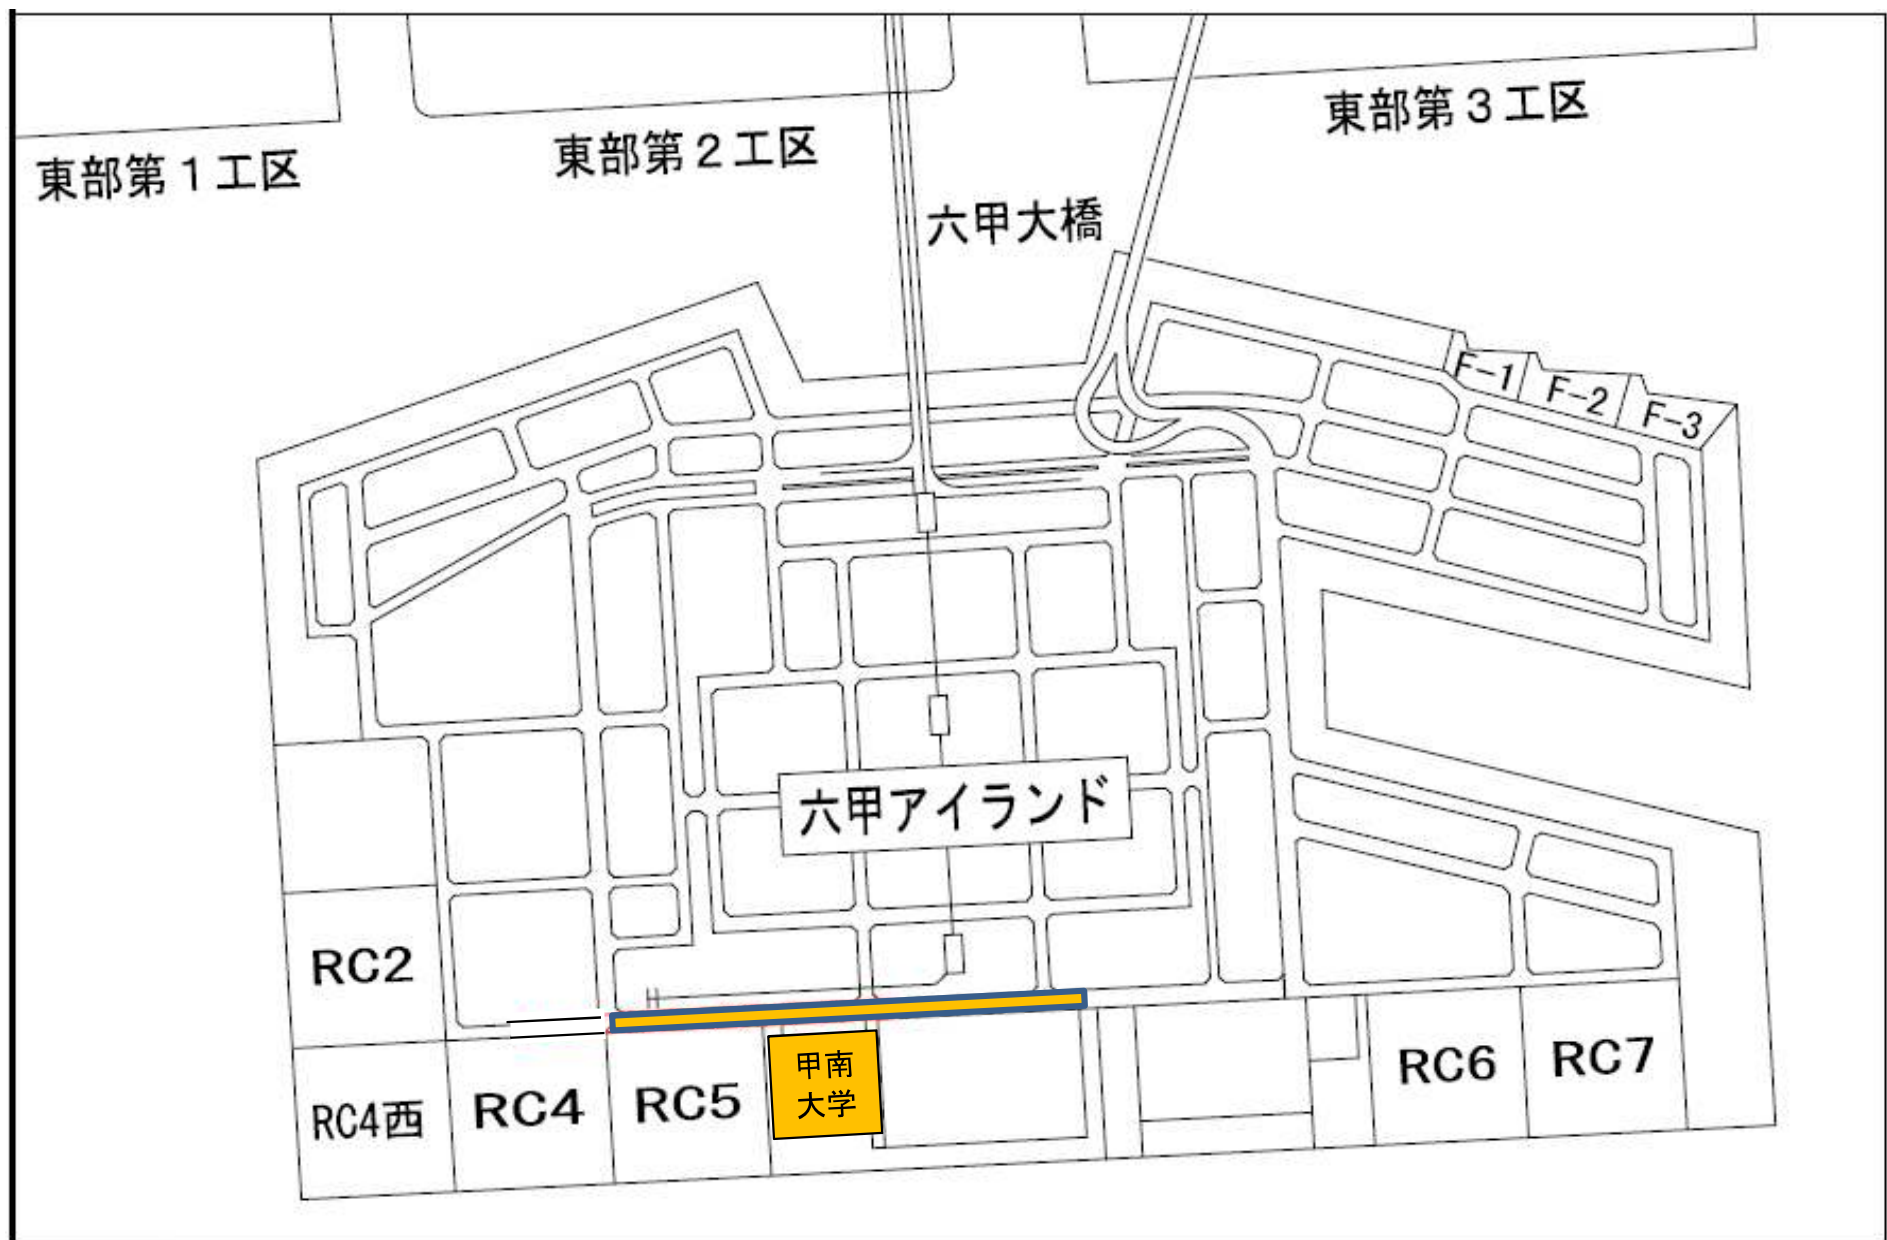 東部第1工区
東部第2工区
東部第3工区
六甲大橋
F-1
F-2
F-3
六甲アイランド
RC2
RC4西
RC4
RC5
甲南
大学
RC6
RC7